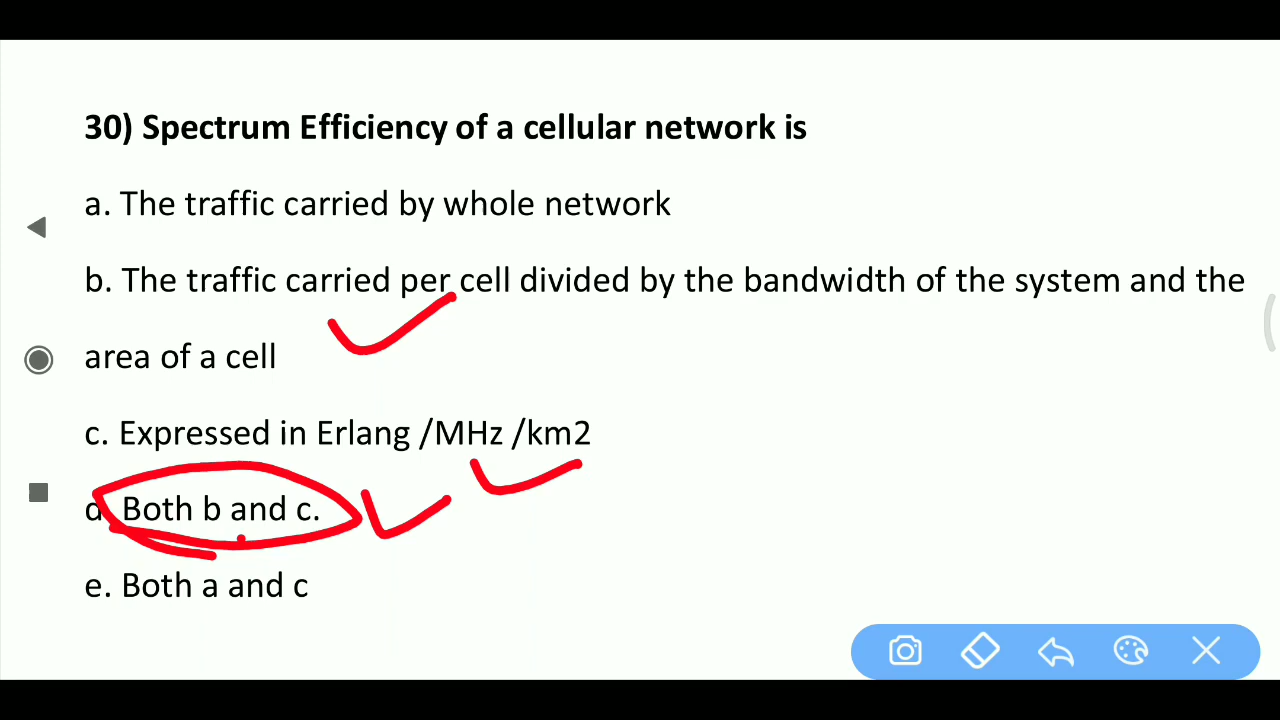 30) Spectrum Efficiency of a cellular network is
a. The traffic carried by whole network
b. The traffic carried per cell divided by the bandwidth of the system and the
area of a cell
c. Expressed in Erlang /MHz /km2
d. Both b and c.
e. Both a and c